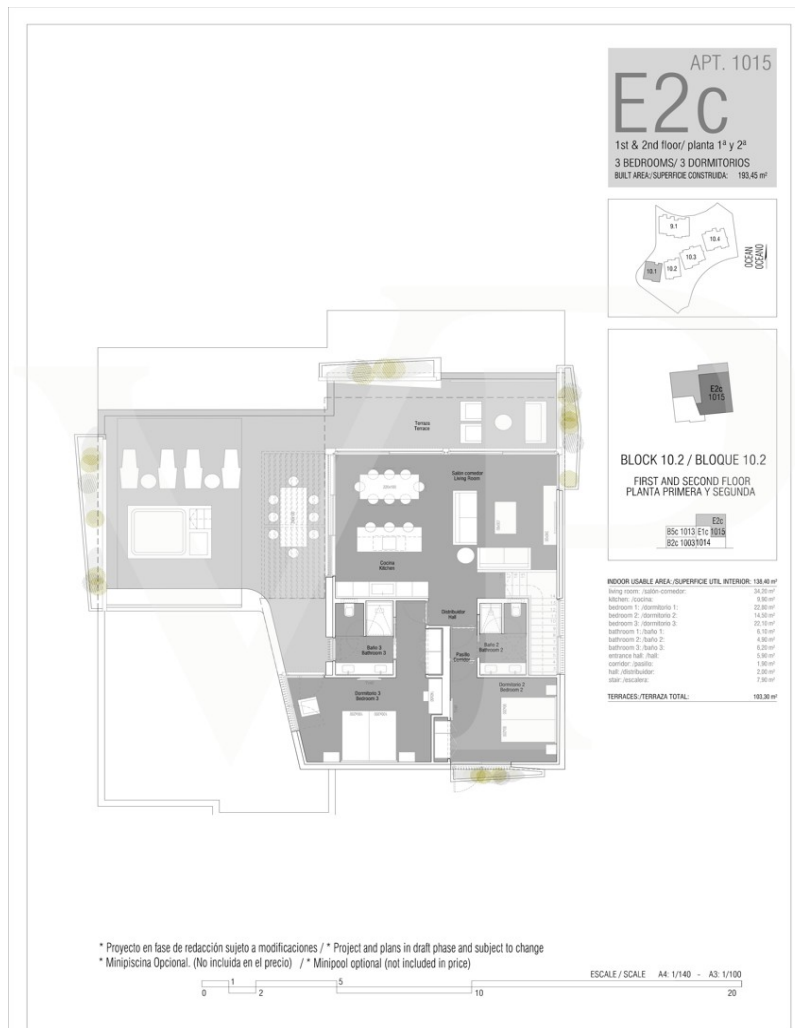 APT. 1015
E2c
1st & 2nd floor/ planta 1ª y 2ª
3 BEDROOMS/ 3 DORMITORIOS
BUILT AREA:/SUPERFICIE CONSTRUIDA: 193,45 m²
9.1
10.4
10.3
10.2
10.1
OCEAN
OCEANO
E2c
1015
BLOCK 10.2 / BLOQUE 10.2
FIRST AND SECOND FLOOR
PLANTA PRIMERA Y SEGUNDA
E2c
B5c 1013 E1c 1015
B2c 1003 1014
INDOOR USABLE AREA:/SUPERFICIE UTIL INTERIOR: 138,40 m²
living room: /salón-comedor: 34,20 m²
kitchen: /cocina: 9,90 m²
bedroom 1: /dormitorio 1: 22,80 m²
bedroom 2: /dormitorio 2: 14,50 m²
bedroom 3: /dormitorio 3: 22,10 m²
bathroom 1:/baño 1: 6,10 m²
bathroom 2:/baño 2: 4,90 m²
bathroom 3:/baño 3: 6,20 m²
entrance hall: /hall: 5,90 m²
corridor: /pasillo: 1,90 m²
hall: /distribuidor:
stair:/escalera: 7,90 m²
TERRACES:/TERRAZA TOTAL: 103,30 m²
Terraza
Terrace
Salón comedor
Living Room
Cocina
Kitchen
Distribuidor
Hall
Baño 3
Bathroom 3
Baño 2
Bathroom 2
Pasillo
Corridor
Dormitorio 3
Bedroom 3
Dormitorio 2
Bedroom 2
* Proyecto en fase de redacción sujeto a modificaciones / * Project and plans in draft phase and subject to change
* Minipiscina Opcional. (No incluida en el precio) / * Minipool optional (not included in price)
ESCALE / SCALE A4: 1/140 - A3: 1/100
0 1 2 5 10 20